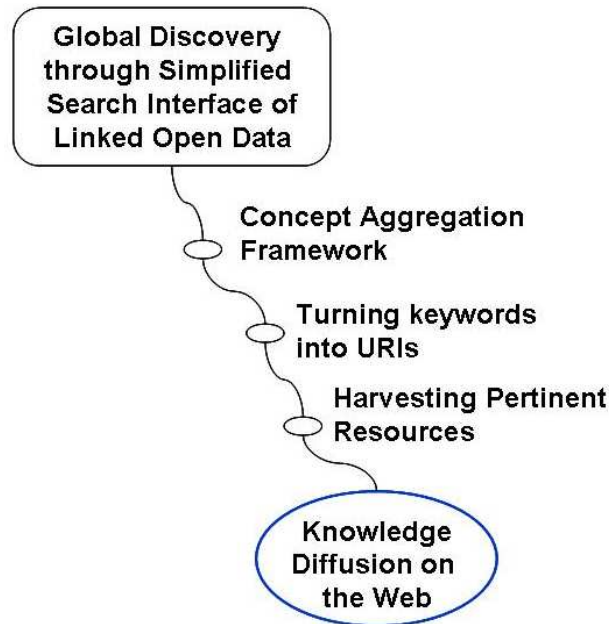 Global Discovery
through Simplified
Search Interface of
Linked Open Data
Concept Aggregation
Framework
Turning keywords
into URIs
Harvesting Pertinent
Resources
Knowledge
Diffusion on
the Web